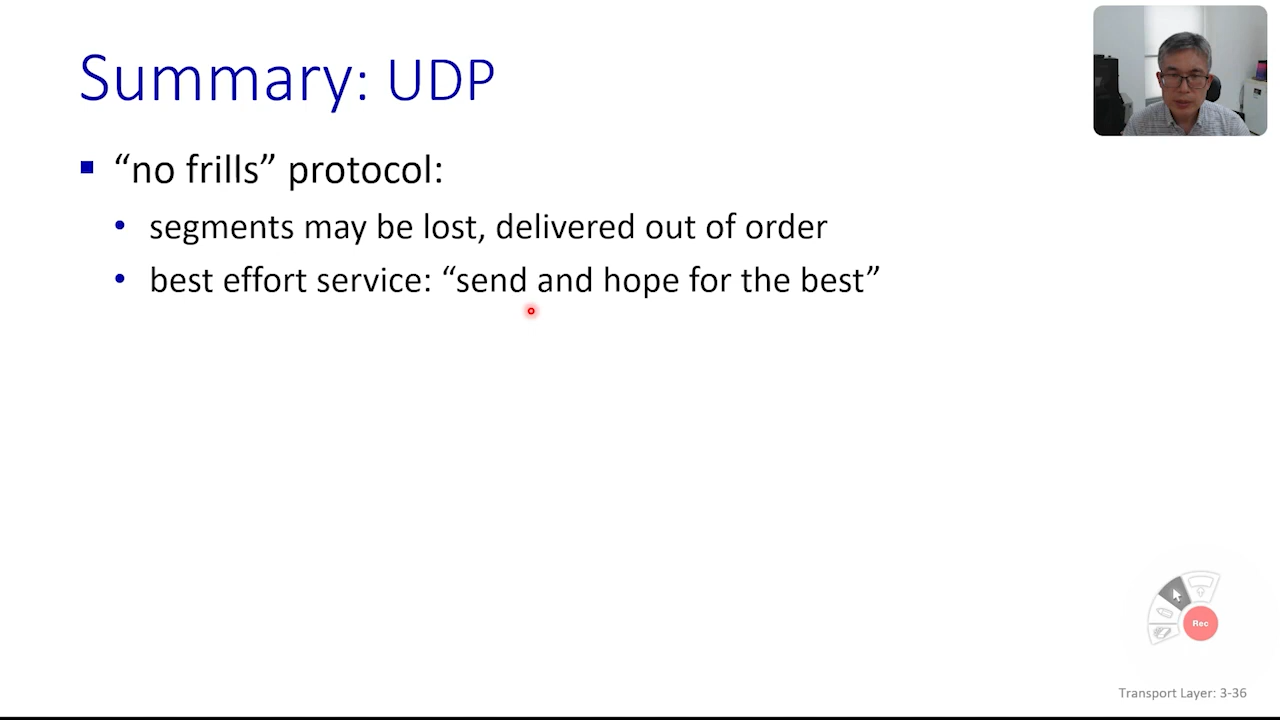 Summary: UDP
“no frills” protocol:
segments may be lost, delivered out of order
best effort service: “send and hope for the best”
Rec
Transport Layer: 3-36